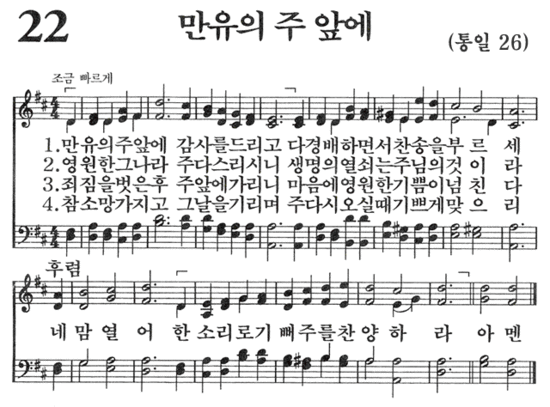 22 만유의 주 앞에 (통일 26)
조금 빠르게
1.만유의주앞에 감사를드리고 다경배하면서찬송을부르세
2.영원한그나라 주다스리시니 생명의열쇠는주님의것이라
3.죄짐을벗은후 주앞에가리니 마음에영원한기쁨이넘친다
4.참소망가지고 그날을기리며 주다시오실때기쁘게맞으리
후렴
네맘열어한소리로기뻐주를찬양하라아멘